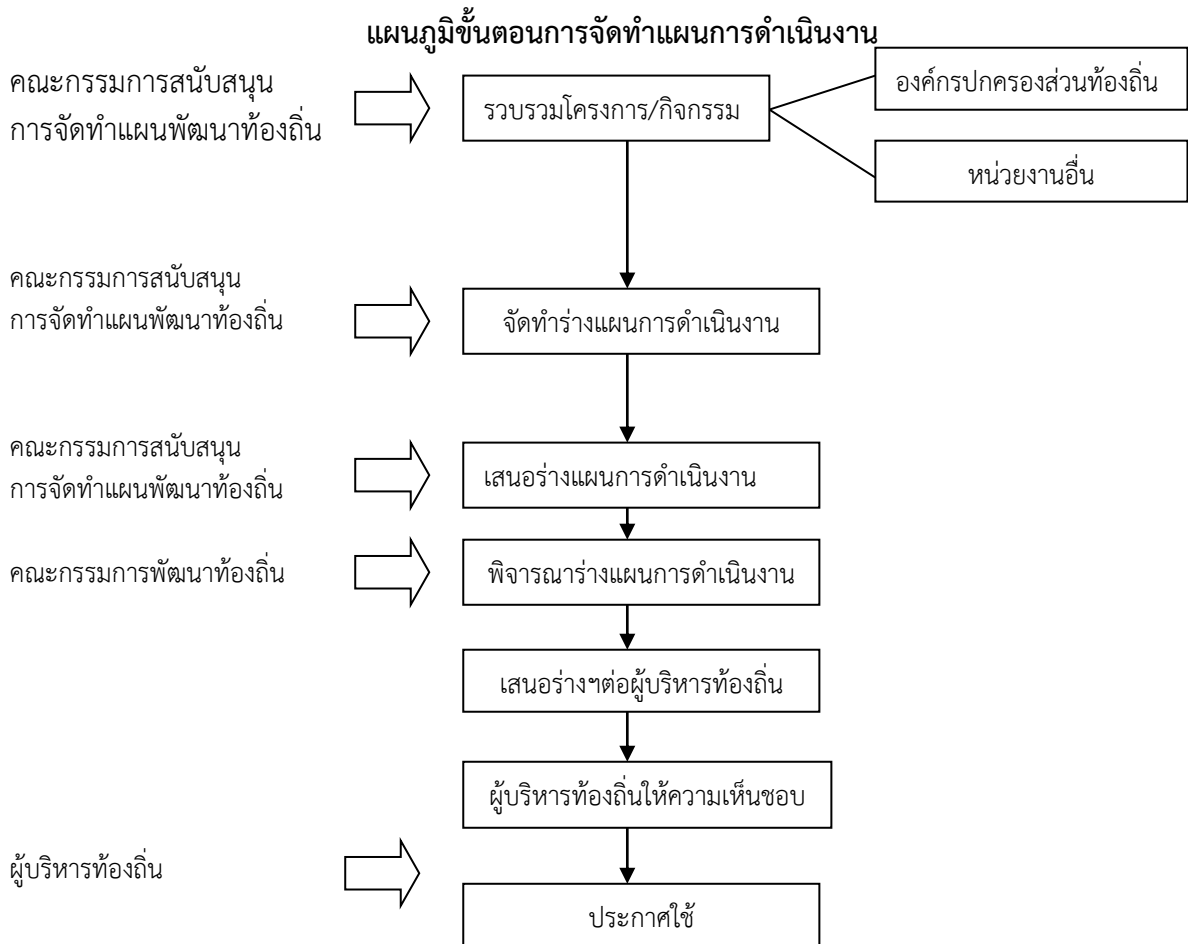 แผนภูมิขั้นตอนการจัดทำแผนการดำเนินงาน
คณะกรรมการสนับสนุน
การจัดทำแผนพัฒนาท้องถิ่น
รวบรวมโครงการ/กิจกรรม
องค์กรปกครองส่วนท้องถิ่น
หน่วยงานอื่น
คณะกรรมการสนับสนุน
การจัดทำแผนพัฒนาท้องถิ่น
จัดทำร่างแผนการดำเนินงาน
คณะกรรมการสนับสนุน
การจัดทำแผนพัฒนาท้องถิ่น
เสนอร่างแผนการดำเนินงาน
คณะกรรมการพัฒนาท้องถิ่น
พิจารณาร่างแผนการดำเนินงาน
เสนอร่างฯต่อผู้บริหารท้องถิ่น
ผู้บริหารท้องถิ่นให้ความเห็นชอบ
ผู้บริหารท้องถิ่น
ประกาศใช้